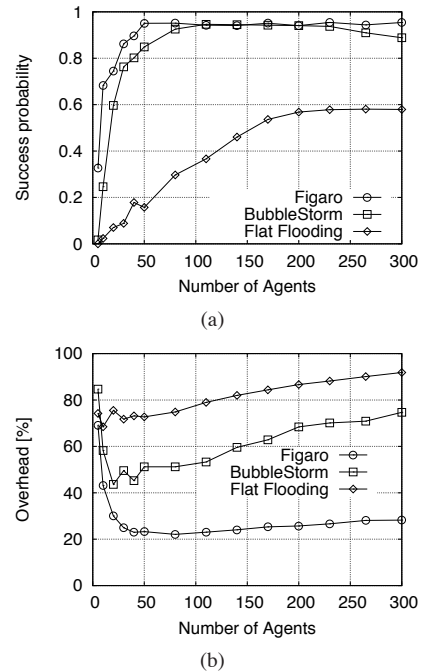 1
0.8
0.6
0.4
0.2
0
Success probability
Figaro
BubbleStorm
Flat Flooding
0 50 100 150 200 250 300
Number of Agents
(a)
100
80
60
40
20
0
Overhead [%]
Figaro
BubbleStorm
Flat Flooding
0 50 100 150 200 250 300
Number of Agents
(b)